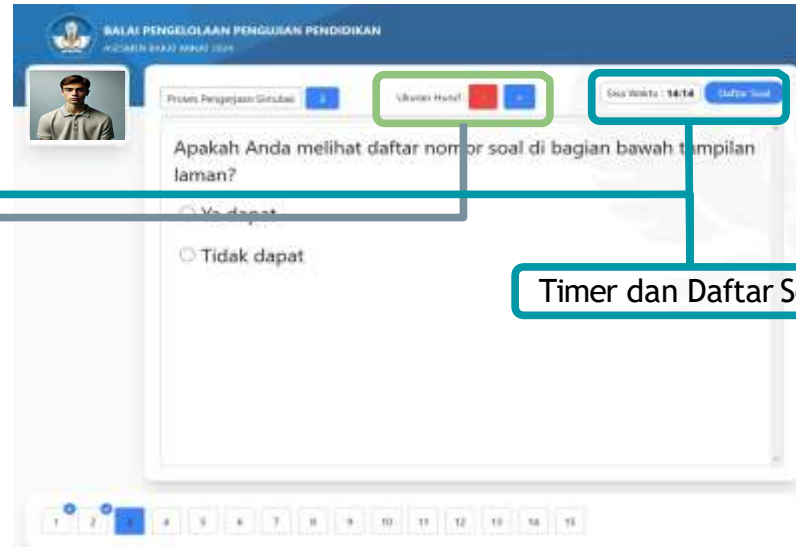 BALAI PENGELOLAAN PENGUJIAN PENDIDIKAN
Proses Pengerjaan Simulasi 3 Ukuran Huruf - + Sisa Waktu : 14:14 Daftar Soal
Apakah Anda melihat daftar nomor soal di bagian bawah tampilan
laman?
Ya dapat
Tidak dapat
Timer dan Daftar S
1 2 3 4 5 6 7 8 9 10 11 12 13 14 15